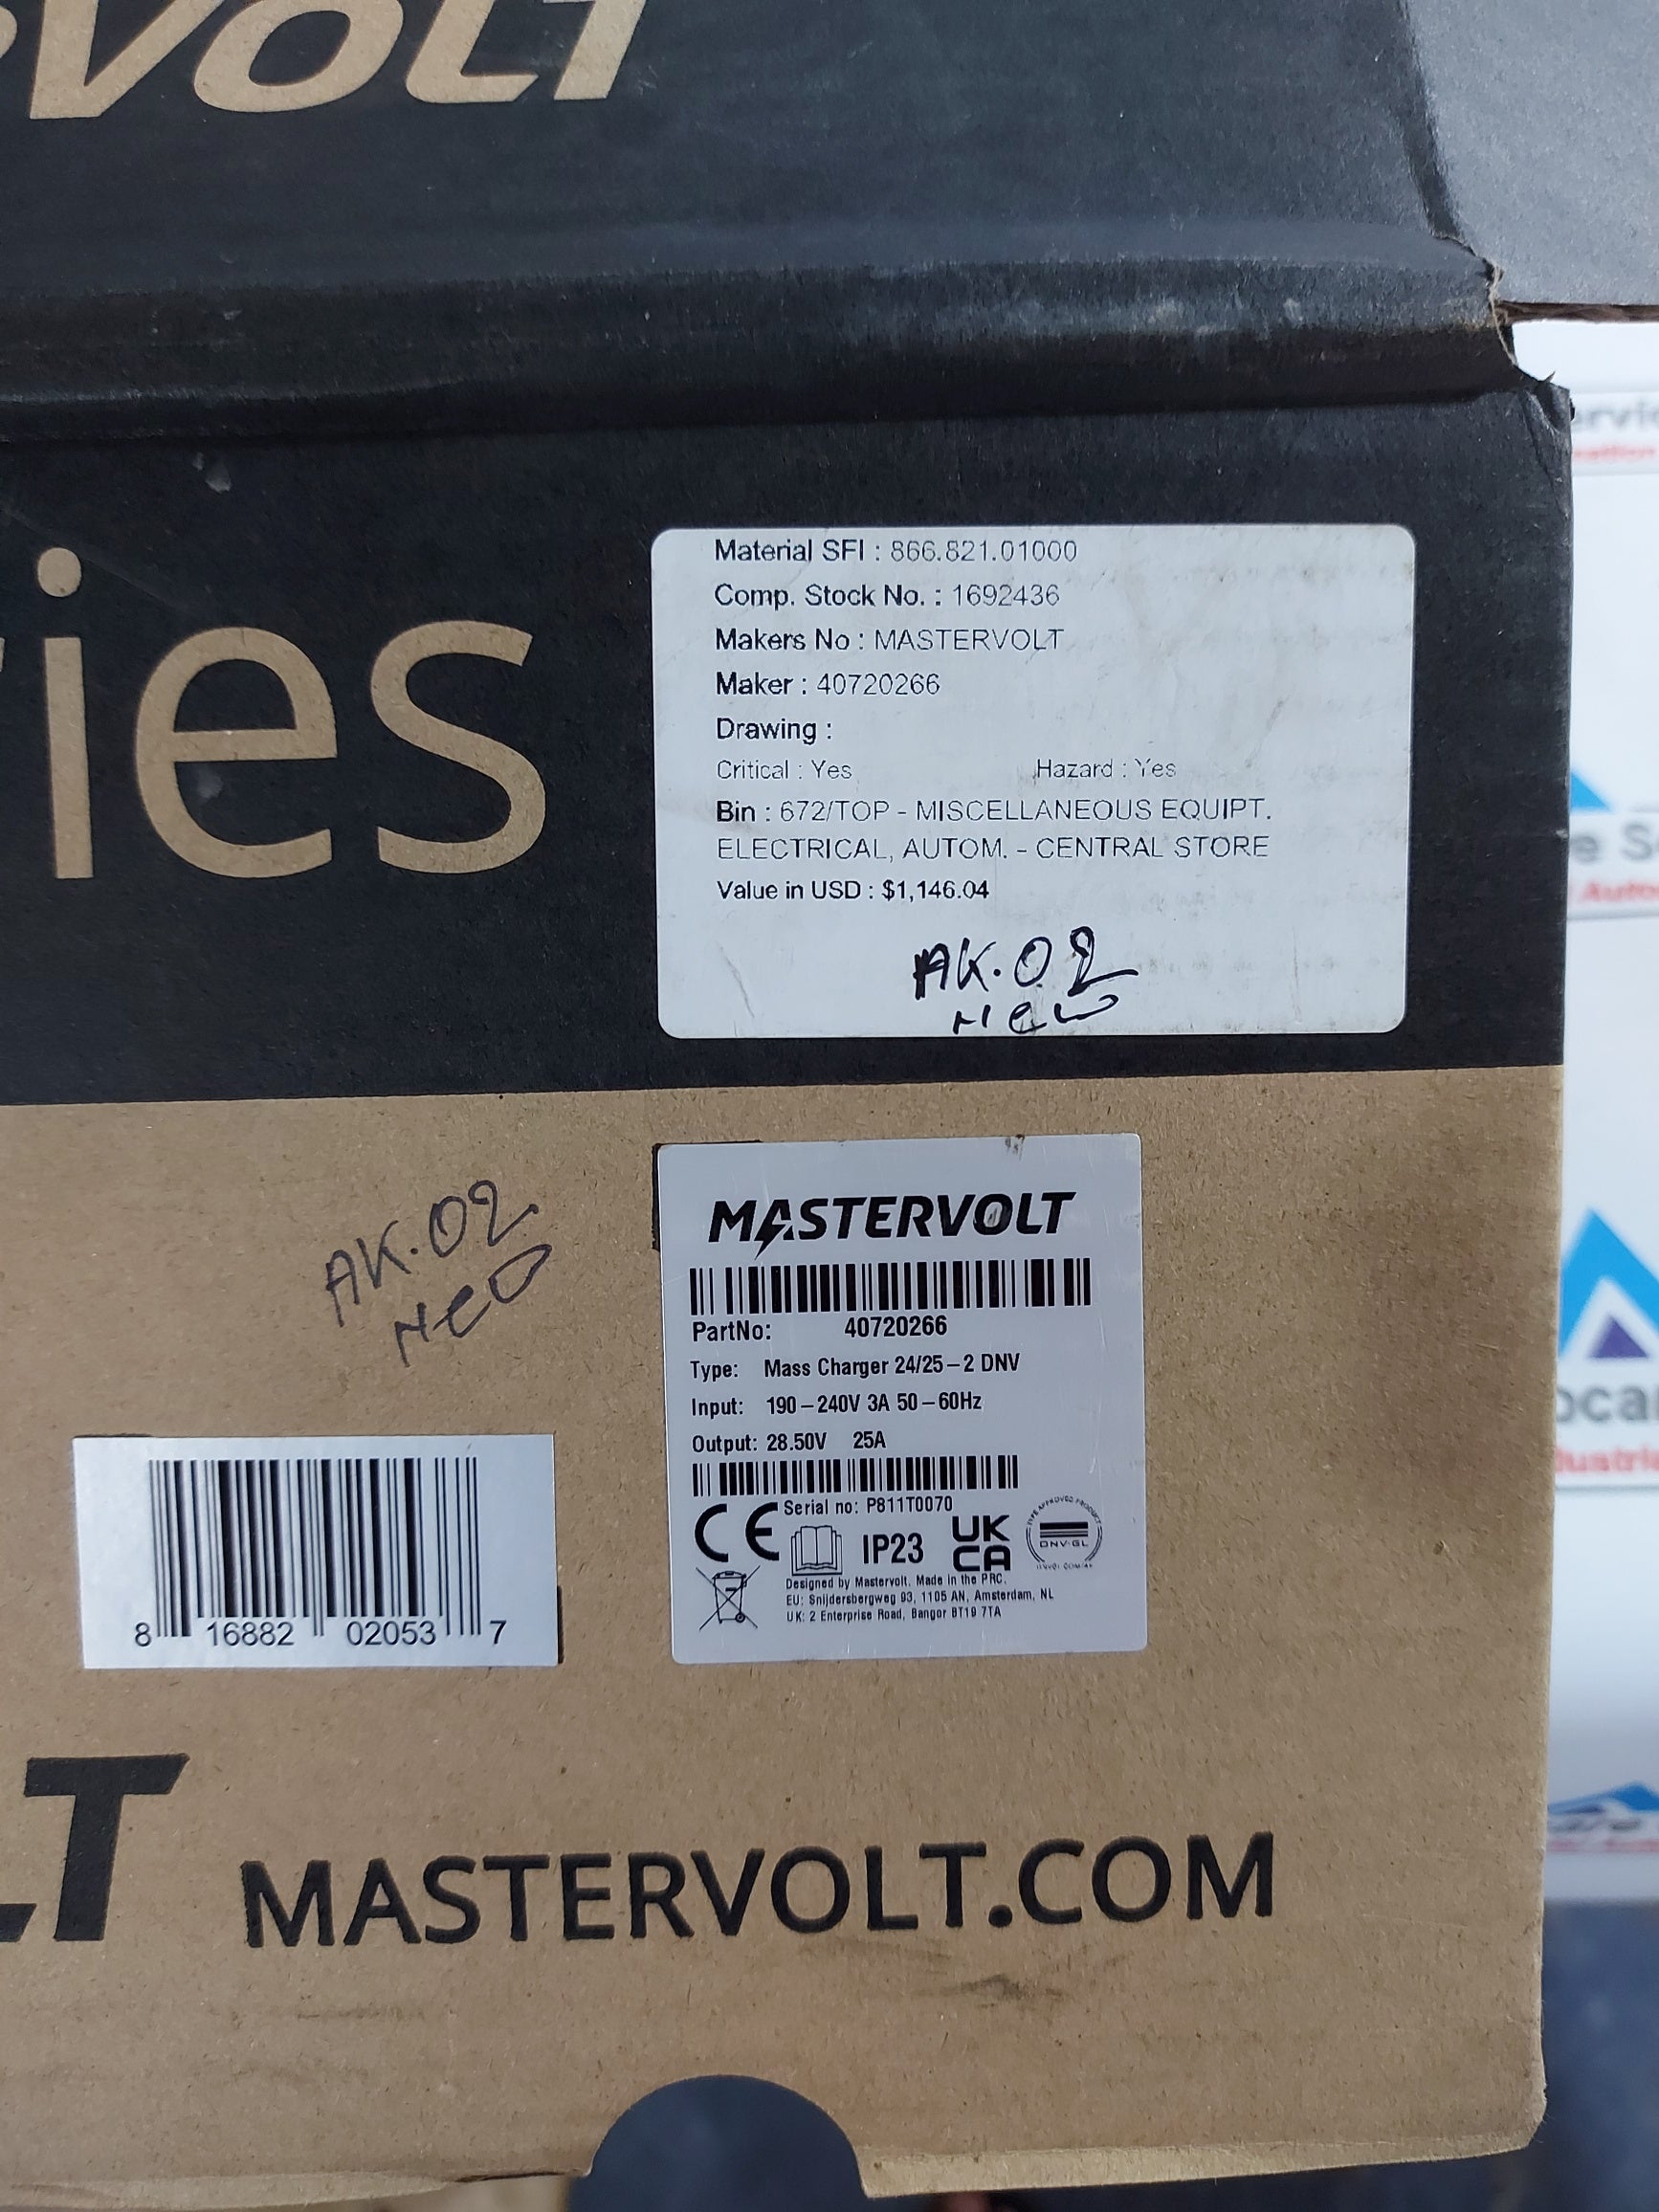 VOLT
ies
Material SFI : 866.821.01000
Comp. Stock No. : 1692436
Makers No : MASTERVOLT
Maker : 40720266
Drawing :
Critical : Yes Hazard : Yes
Bin : 672/TOP - MISCELLANEOUS EQUIPT.
ELECTRICAL, AUTOM. - CENTRAL STORE
Value in USD : $1,146.04
AK.02
New
AK.02
New
MASTERVOLT
PartNo: 40720266
Type: Mass Charger 24/25-2 DNV
Input: 190-240V 3A 50-60Hz
Output: 28.50V 25A
Serial no: P811T0070
CE IP23 UK
CA
TYPE APPROVED PRODUCT
DNV·GL
Designed by Mastervolt. Made in the PRC.
EU: Snijdersbergweg 93, 1105 AN, Amsterdam, NL
UK: 2 Enterprise Road, Bangor BT19 7TA
8 16882 02053 7
LT
MASTERVOLT.COM